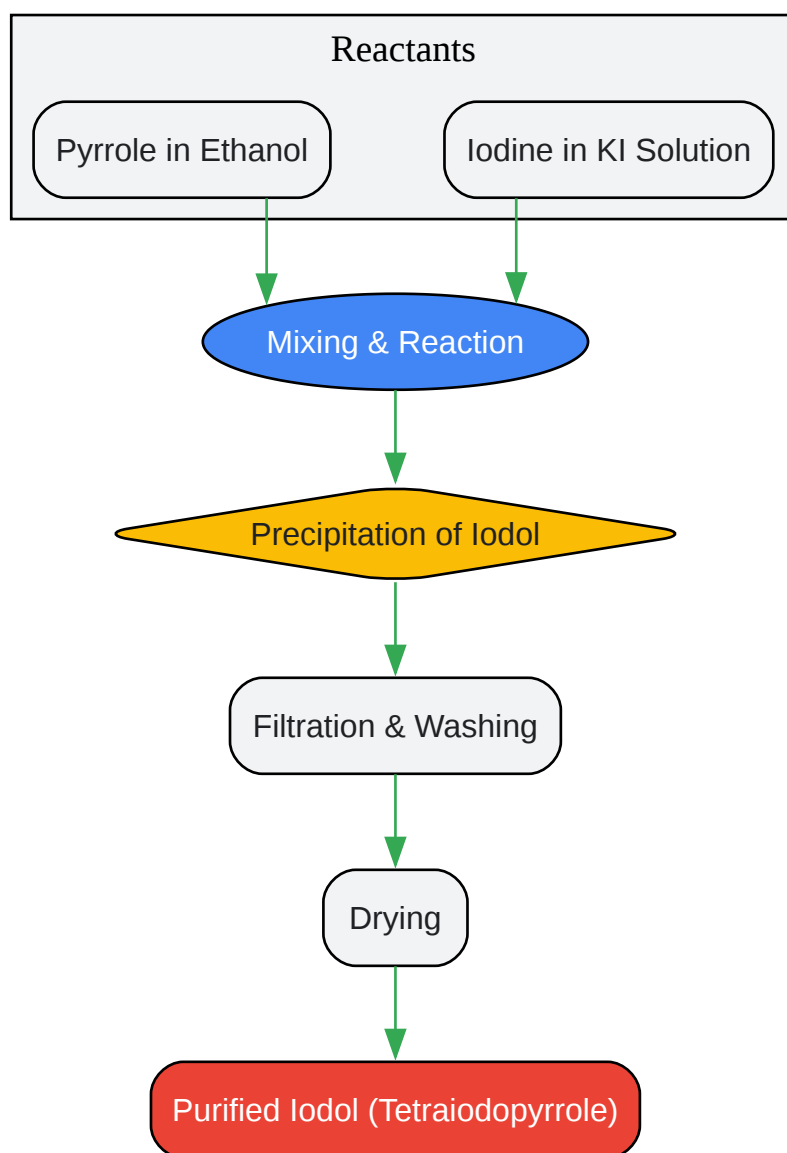 Reactants
Pyrrole in Ethanol
Iodine in KI Solution
Mixing & Reaction
Precipitation of Iodol
Filtration & Washing
Drying
Purified Iodol (Tetraiodopyrrole)